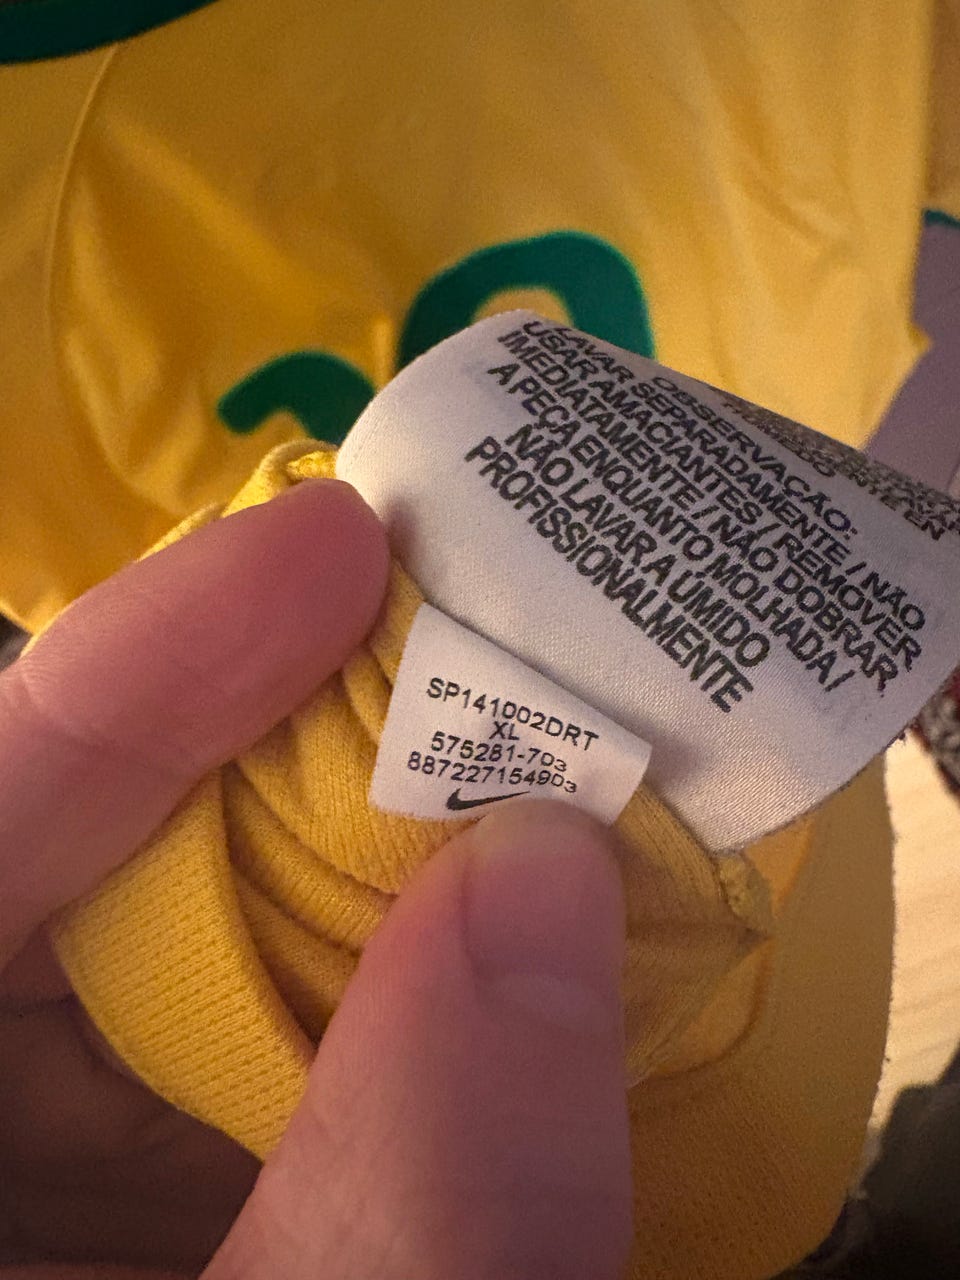 OBSERVAÇÃO:
LAVAR SEPARADAMENTE / NÃO
USAR AMACIANTES / REMOVER
IMEDIATAMENTE / NÃO DOBRAR
A PEÇA ENQUANTO MOLHADA /
NÃO LAVAR A ÚMIDO
PROFISSIONALMENTE
SP141002DRT
XL
575281-703
887227154903